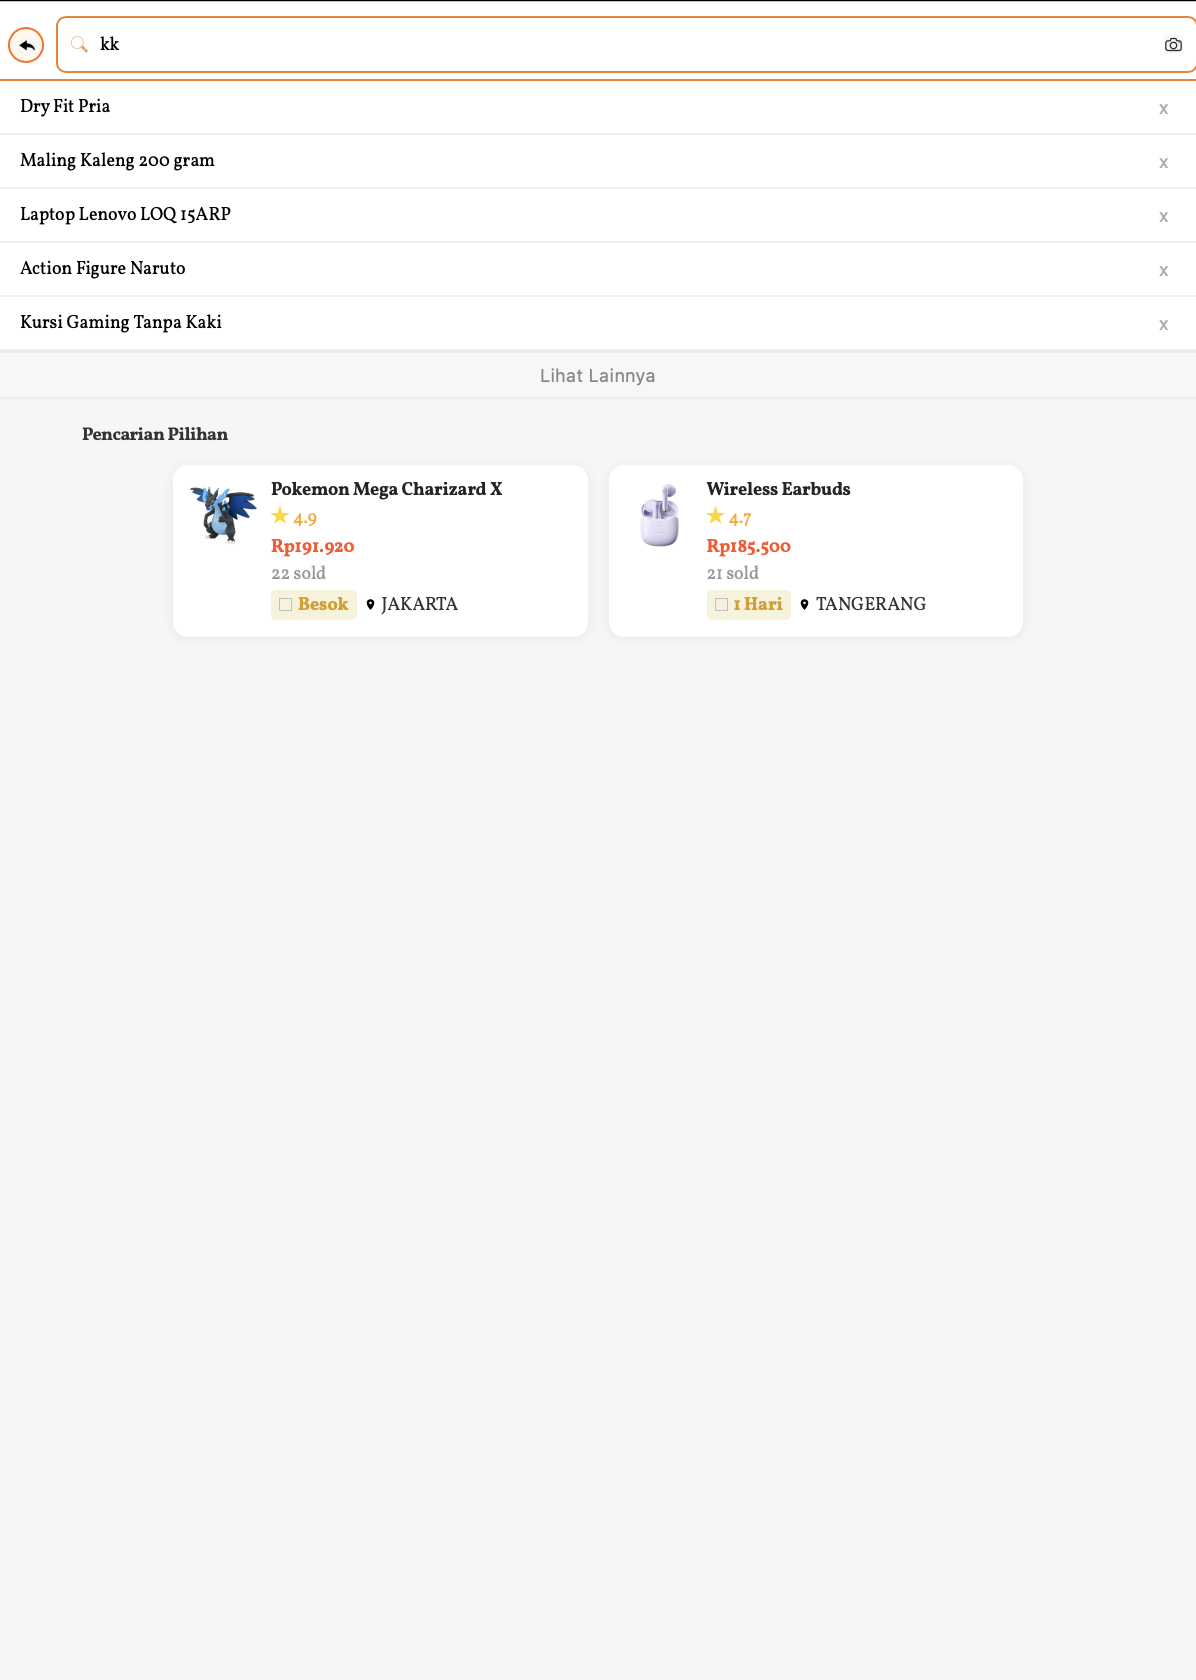 kk
Dry Fit Pria x
Maling Kaleng 200 gram x
Laptop Lenovo LOQ 15ARP x
Action Figure Naruto x
Kursi Gaming Tanpa Kaki x
Lihat Lainnya
Pencarian Pilihan
Pokemon Mega Charizard X
★ 4.9
Rp191.920
22 sold
Besok JAKARTA
Wireless Earbuds
★ 4.7
Rp185.500
21 sold
1 Hari TANGERANG